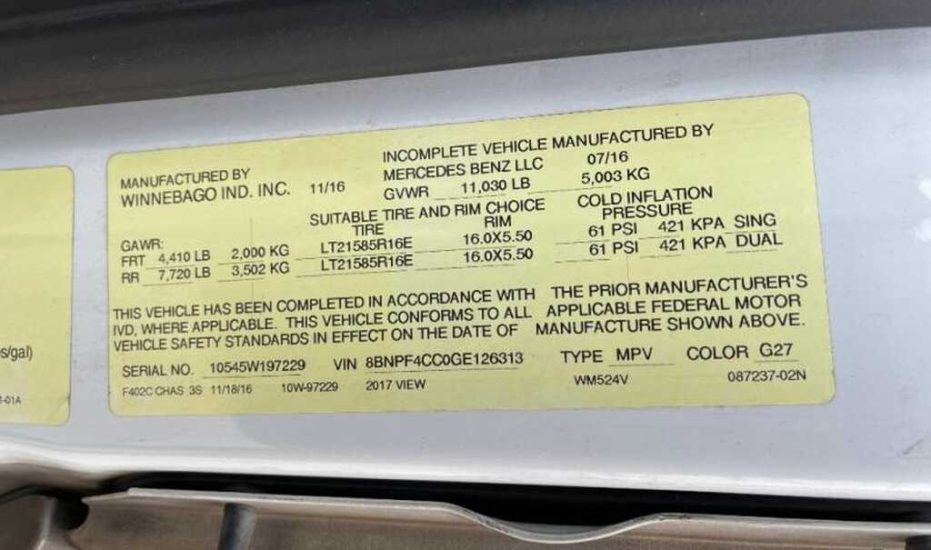 MANUFACTURED BY
WINNEBAGO IND. INC. 11/16
INCOMPLETE VEHICLE MANUFACTURED BY
MERCEDES BENZ LLC 07/16
GVWR 11,030 LB 5,003 KG
SUITABLE TIRE AND RIM CHOICE
COLD INFLATION
GAWR: TIRE RIM PRESSURE
FRT 4,410 LB 2,000 KG LT21585R16E 16.0X5.50 61 PSI 421 KPA SING
RR 7,720 LB 3,502 KG LT21585R16E 16.0X5.50 61 PSI 421 KPA DUAL
THIS VEHICLE HAS BEEN COMPLETED IN ACCORDANCE WITH THE PRIOR MANUFACTURER'S
IVD, WHERE APPLICABLE. THIS VEHICLE CONFORMS TO ALL APPLICABLE FEDERAL MOTOR
VEHICLE SAFETY STANDARDS IN EFFECT ON THE DATE OF MANUFACTURE SHOWN ABOVE.
SERIAL NO. 10545W197229 VIN 8BNPF4CC0GE126313 TYPE MPV COLOR G27
F402C CHAS 3S 11/18/16 10W-97229 2017 VIEW WM524V 087237-02N
s/gal)
-01A